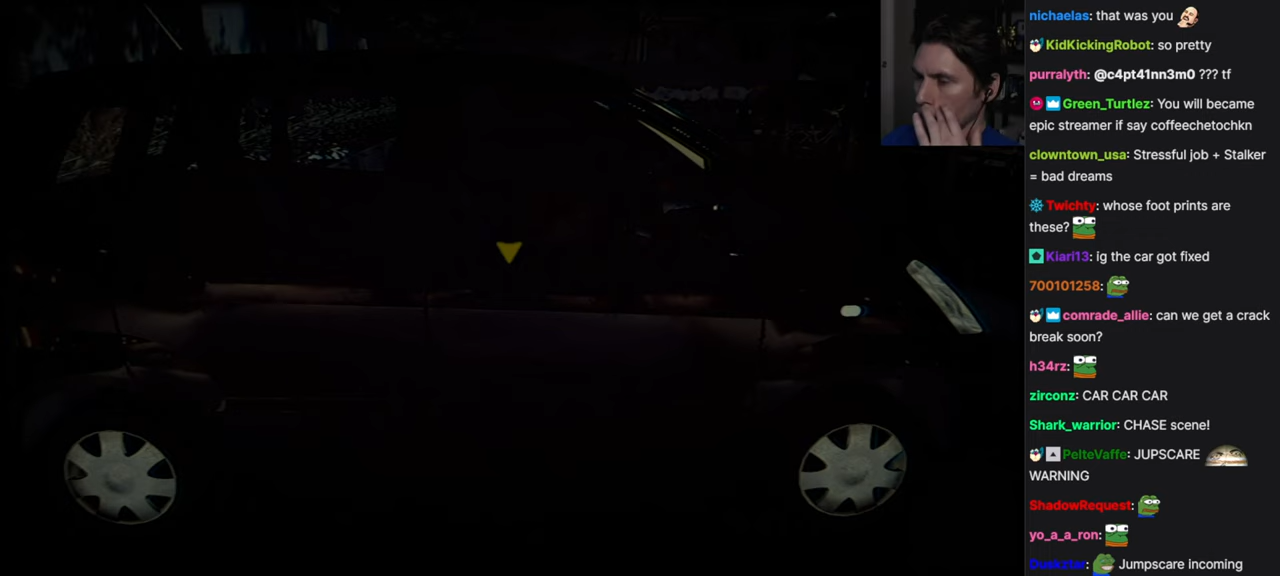 nichaelas: that was you
KidKickingRobot: so pretty
purralyth: @c4pt41nn3m0 ??? tf
Green_Turtlez: You will became
epic streamer if say coffeechetochkn
clowntown_usa: Stressful job + Stalker
= bad dreams
Twichty: whose foot prints are
these?
Kiari13: ig the car got fixed
700101258:
comrade_allie: can we get a crack
break soon?
h34rz:
zirconz: CAR CAR CAR
Shark_warrior: CHASE scene!
PelteVaffe: JUPSCARE
WARNING
ShadowRequest:
yo_a_a_ron:
Duskztar: Jumpscare incoming